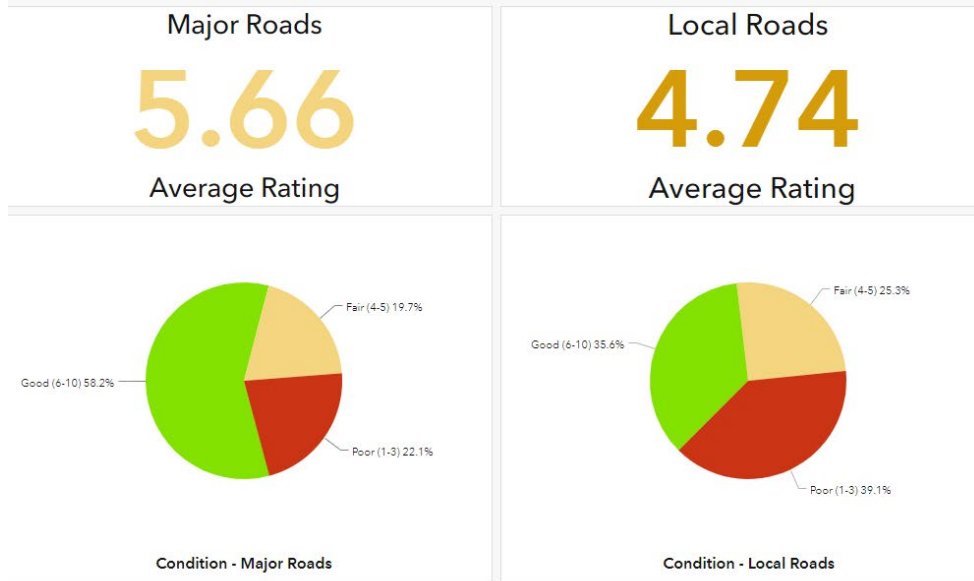 Major Roads
5.66
Average Rating
Local Roads
4.74
Average Rating
Fair (4-5) 19.7%
Good (6-10) 58.2%
Poor (1-3) 22.1%
Condition - Major Roads
Fair (4-5) 25.3%
Good (6-10) 35.6%
Poor (1-3) 39.1%
Condition - Local Roads